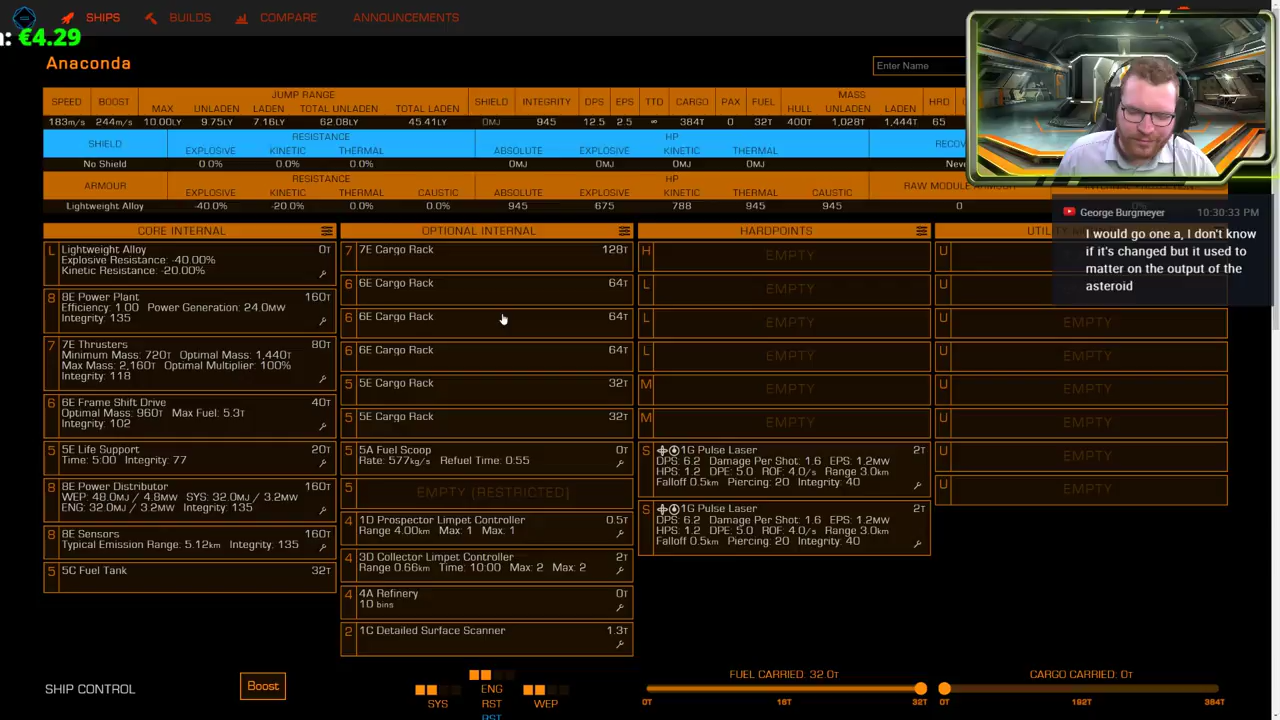 SHIPS BUILDS COMPARE ANNOUNCEMENTS
: €4.29
Anaconda
Enter Name
SPEED BOOST JUMP RANGE SHIELD INTEGRITY DPS EPS TTD CARGO PAX FUEL MASS HRD
MAX UNLADEN LADEN TOTAL UNLADEN TOTAL LADEN HULL UNLADEN LADEN
183m/s 244m/s 10.00LY 9.75LY 7.16LY 62.08LY 45.41LY 0MJ 945 12.5 2.5 ∞ 384T 0 32T 400T 1,028T 1,444T 65
SHIELD RESISTANCE HP
EXPLOSIVE KINETIC THERMAL ABSOLUTE EXPLOSIVE KINETIC THERMAL
No Shield 0.0% 0.0% 0.0% 0MJ 0MJ 0MJ 0MJ Never
ARMOUR RESISTANCE HP RAW MODULE ARMOUR
EXPLOSIVE KINETIC THERMAL CAUSTIC ABSOLUTE EXPLOSIVE KINETIC THERMAL CAUSTIC
Lightweight Alloy -40.0% -20.0% 0.0% 0.0% 945 675 788 945 945 0
George Burgmeyer 10:30:33 PM
I would go one a, I don't know
if it's changed but it used to
matter on the output of the
asteroid
CORE INTERNAL
L Lightweight Alloy 0T
Explosive Resistance: -40.00%
Kinetic Resistance: -20.00%
8 8E Power Plant 160T
Efficiency: 1.00 Power Generation: 24.0MW
Integrity: 135
7 7E Thrusters 80T
Minimum Mass: 720T Optimal Mass: 1,440T
Max Mass: 2,160T Optimal Multiplier: 100%
Integrity: 118
6 6E Frame Shift Drive 40T
Optimal Mass: 960T Max Fuel: 5.3T
Integrity: 102
5 5E Life Support 20T
Time: 5:00 Integrity: 77
8 8E Power Distributor 160T
WEP: 48.0MJ / 4.8MW SYS: 32.0MJ / 3.2MW
ENG: 32.0MJ / 3.2MW Integrity: 135
8 8E Sensors 160T
Typical Emission Range: 5.12km Integrity: 135
5 5C Fuel Tank 32T
OPTIONAL INTERNAL
7 7E Cargo Rack 128T
6 6E Cargo Rack 64T
6 6E Cargo Rack 64T
6 6E Cargo Rack 64T
5 5E Cargo Rack 32T
5 5E Cargo Rack 32T
5 5A Fuel Scoop 0T
Rate: 577kg/s Refuel Time: 0:55
5 EMPTY (RESTRICTED)
4 1D Prospector Limpet Controller 0.5T
Range 4.00km Max: 1 Max: 1
4 3D Collector Limpet Controller 2T
Range 0.66km Time: 10:00 Max: 2 Max: 2
4 4A Refinery 0T
10 bins
2 1C Detailed Surface Scanner 1.3T
HARDPOINTS
H EMPTY
L EMPTY
L EMPTY
L EMPTY
M EMPTY
M EMPTY
S 1G Pulse Laser 2T
DPS: 6.2 Damage Per Shot: 1.6 EPS: 1.2MW
HPS: 1.2 DPE: 5.0 ROF: 4.0/s Range 3.0km
Falloff 0.5km Piercing: 20 Integrity: 40
S 1G Pulse Laser 2T
DPS: 6.2 Damage Per Shot: 1.6 EPS: 1.2MW
HPS: 1.2 DPE: 5.0 ROF: 4.0/s Range 3.0km
Falloff 0.5km Piercing: 20 Integrity: 40
U
U
U EMPTY
U EMPTY
U EMPTY
U EMPTY
U EMPTY
U EMPTY
SHIP CONTROL
Boost
SYS
ENG
RST
RST
WEP
FUEL CARRIED: 32.0T
0T 16T 32T
CARGO CARRIED: 0T
0T 192T 384T